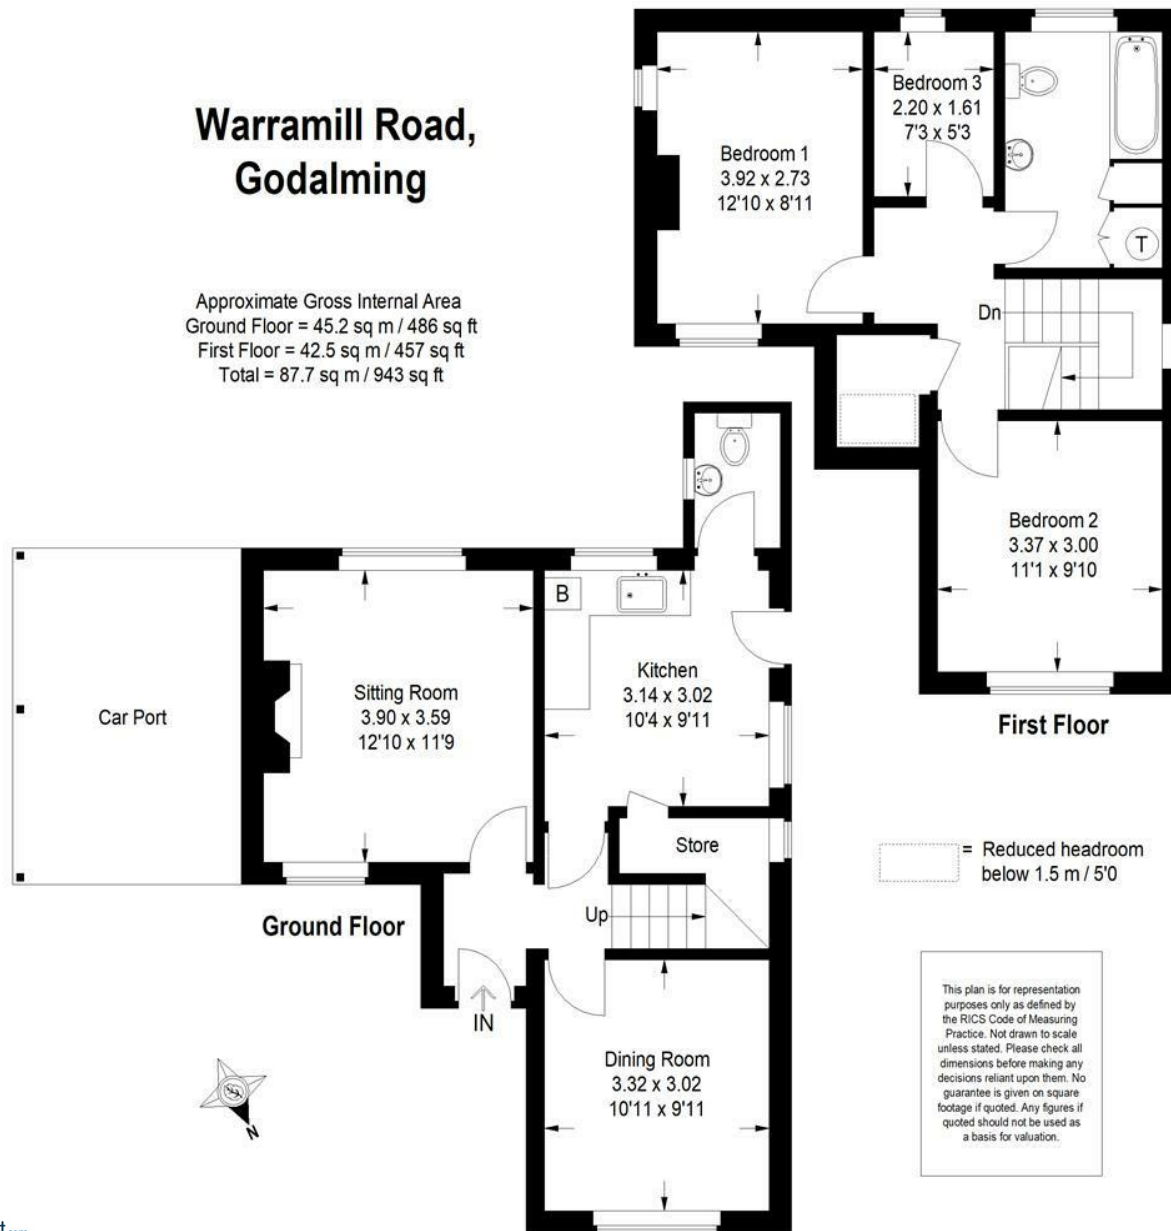 Warramill Road,
Godalming
Approximate Gross Internal Area
Ground Floor = 45.2 sq m / 486 sq ft
First Floor = 42.5 sq m / 457 sq ft
Total = 87.7 sq m / 943 sq ft
Bedroom 1
3.92 x 2.73
12'10 x 8'11
Bedroom 3
2.20 x 1.61
7'3 x 5'3
T
Dn
Bedroom 2
3.37 x 3.00
11'1 x 9'10
First Floor
Car Port
Sitting Room
3.90 x 3.59
12'10 x 11'9
B
Kitchen
3.14 x 3.02
10'4 x 9'11
Store
Up
Ground Floor
IN
Dining Room
3.32 x 3.02
10'11 x 9'11
N
= Reduced headroom
below 1.5 m / 5'0
This plan is for representation
purposes only as defined by
the RICS Code of Measuring
Practice. Not drawn to scale
unless stated. Please check all
dimensions before making any
decisions reliant upon them. No
guarantee is given on square
footage if quoted. Any figures if
quoted should not be used as
a basis for valuation.